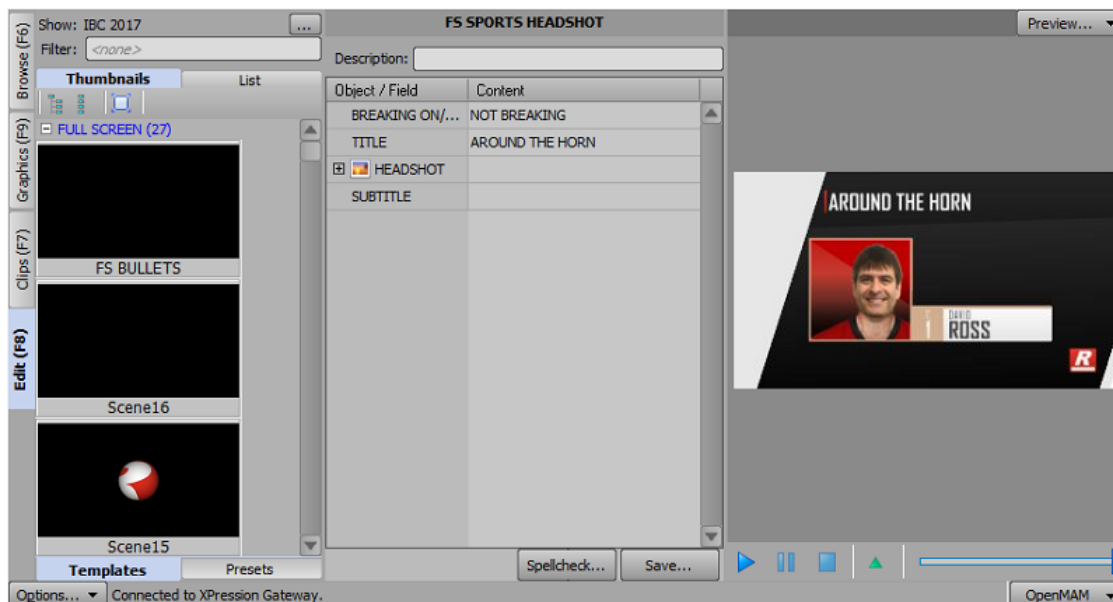 Show: IBC 2017
...
Filter: <none>
Thumbnails
List
FULL SCREEN (27)
FS BULLETS
Scene16
Scene15
Templates
Presets
Browse (F6)
Graphics (F9)
Clips (F7)
Edit (F8)
FS SPORTS HEADSHOT
Description:
Object / Field Content
BREAKING ON/... NOT BREAKING
TITLE AROUND THE HORN
HEADSHOT
SUBTITLE
Spellcheck...
Save...
Preview...
AROUND THE HORN
1
DAVID
ROSS
R
Options...
Connected to XPression Gateway.
OpenMAM